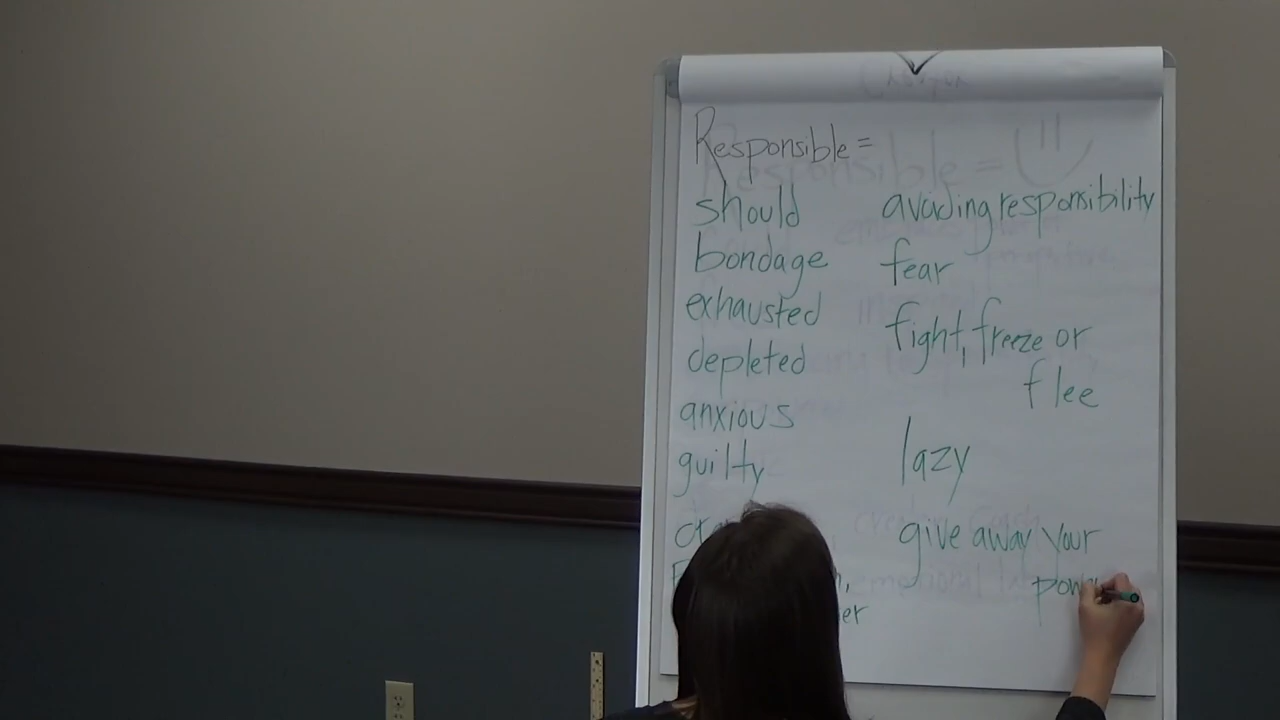 Responsible =
should
bondage
exhausted
depleted
anxious
guilty
avoiding responsibility
fear
fight, freeze or
flee
lazy
give away your